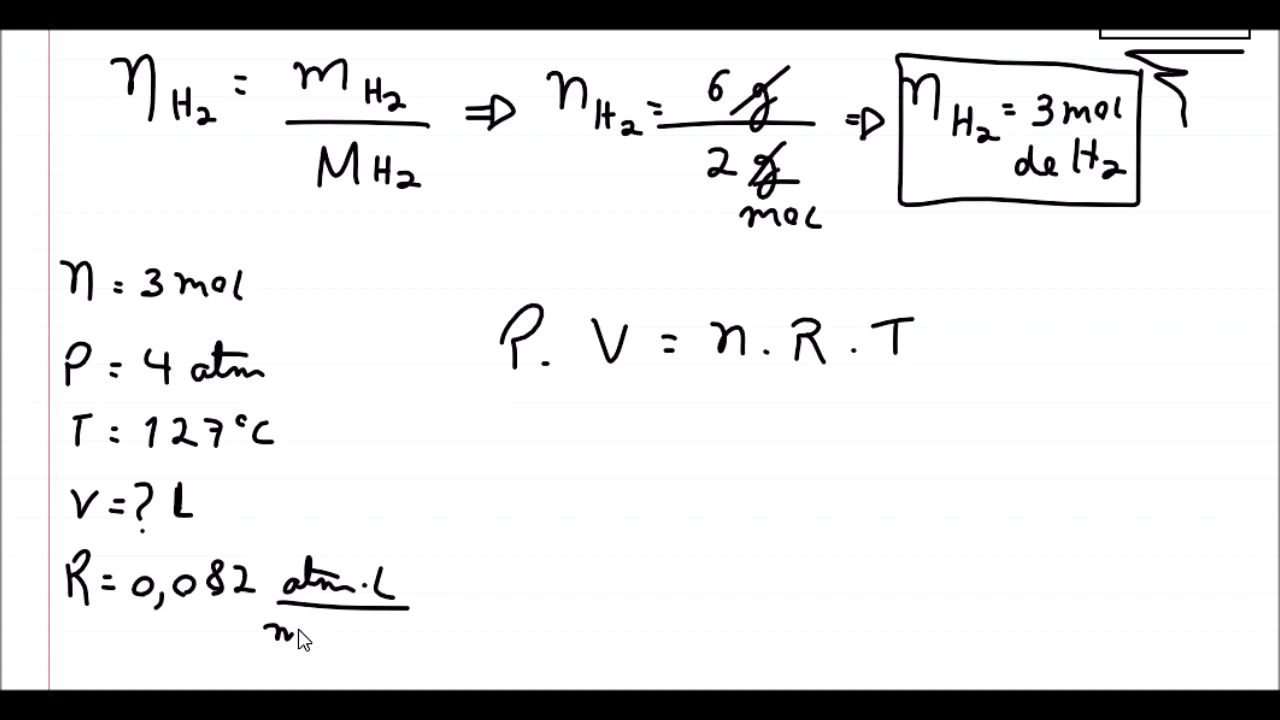 n H₂ = m H₂ / M H₂ ⇒ n H₂ = 6 g / 2 g/mol ⇒ n H₂ = 3 mol de H₂
n = 3 mol
P = 4 atm
P. V = n . R . T
T = 127°C
V = ? L
R = 0,082 atm·L / m